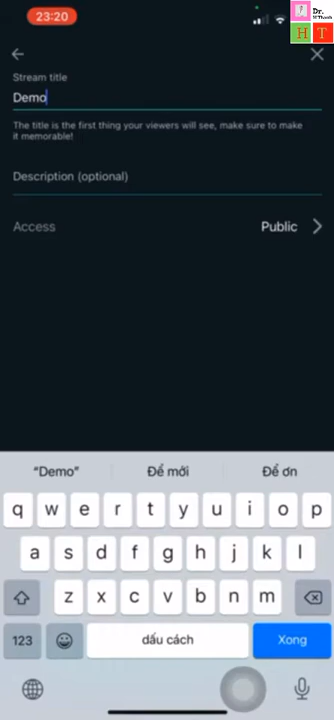 23:20
Dr.
H T
Stream title
Demo
The title is the first thing your viewers will see, make sure to make
it memorable!
Description (optional)
Access Public
“Demo” Để mới Để ơn
q w e r t y u i o p
a s d f g h j k l
z x c v b n m
123 dấu cách Xong